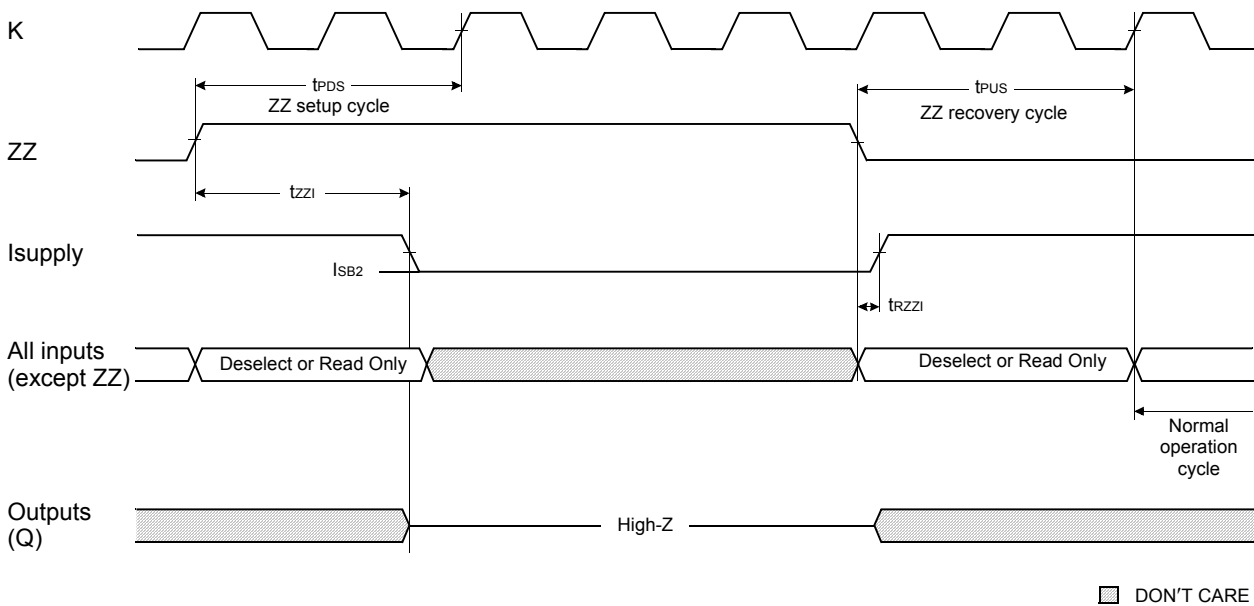 K
tPDS
ZZ setup cycle
tPUS
ZZ recovery cycle
ZZ
tZZI
Isupply
ISB2
tRZZI
All inputs
(except ZZ)
Deselect or Read Only
Deselect or Read Only
Normal
operation
cycle
Outputs
(Q)
High-Z
DON'T CARE